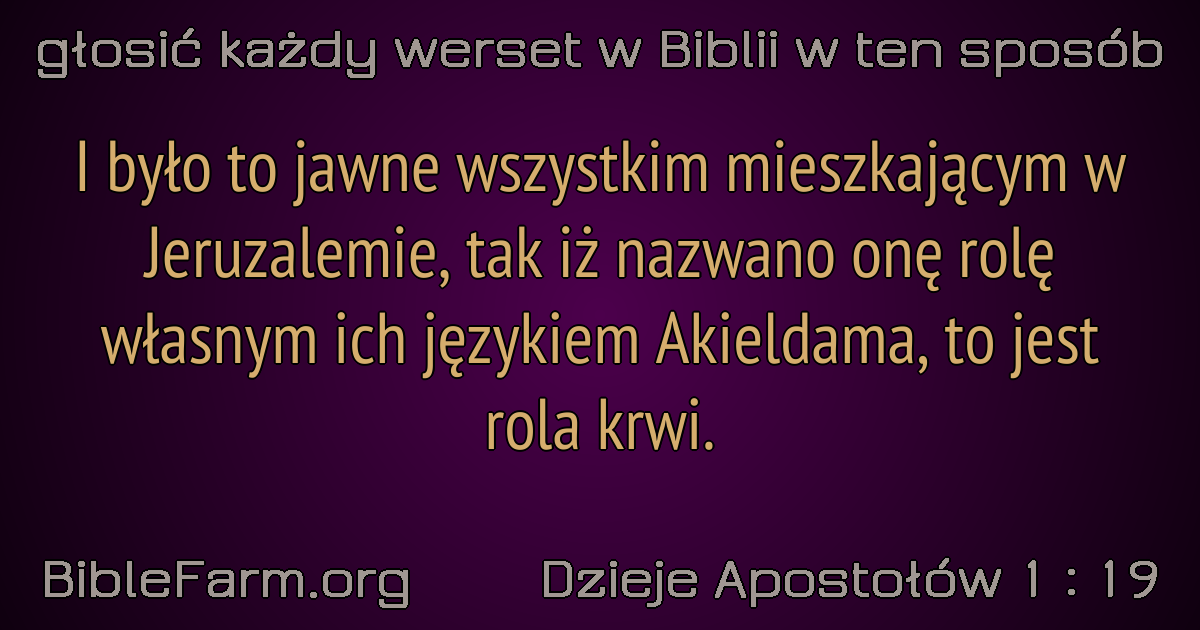 głosić każdy werset w Biblii w ten sposób
I było to jawne wszystkim mieszkającym w
Jeruzalemie, tak iż nazwano onę rolę
własnym ich językiem Akieldama, to jest
rola krwi.
BibleFarm.org
Dzieje Apostołów 1 : 19